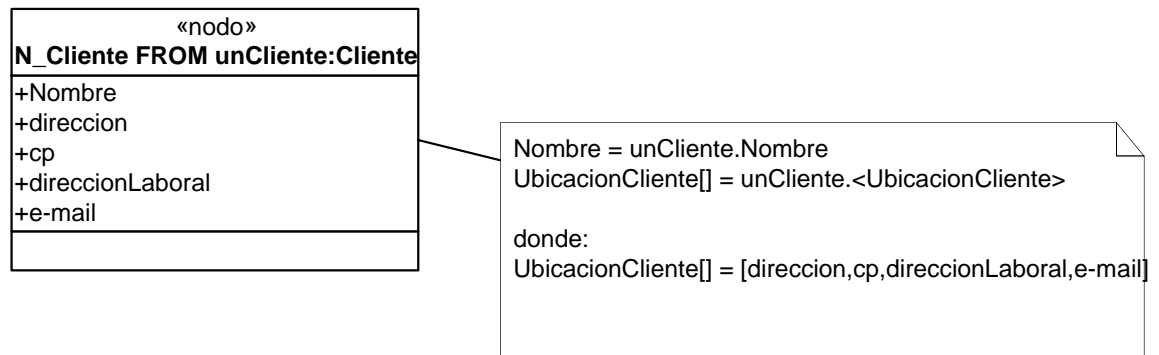 «nodo»
N_Cliente FROM unCliente:Cliente
+Nombre
+direccion
+cp
+direccionLaboral
+e-mail
Nombre = unCliente.Nombre
UbicacionCliente[] = unCliente.<UbicacionCliente>
donde:
UbicacionCliente[] = [direccion,cp,direccionLaboral,e-mail]